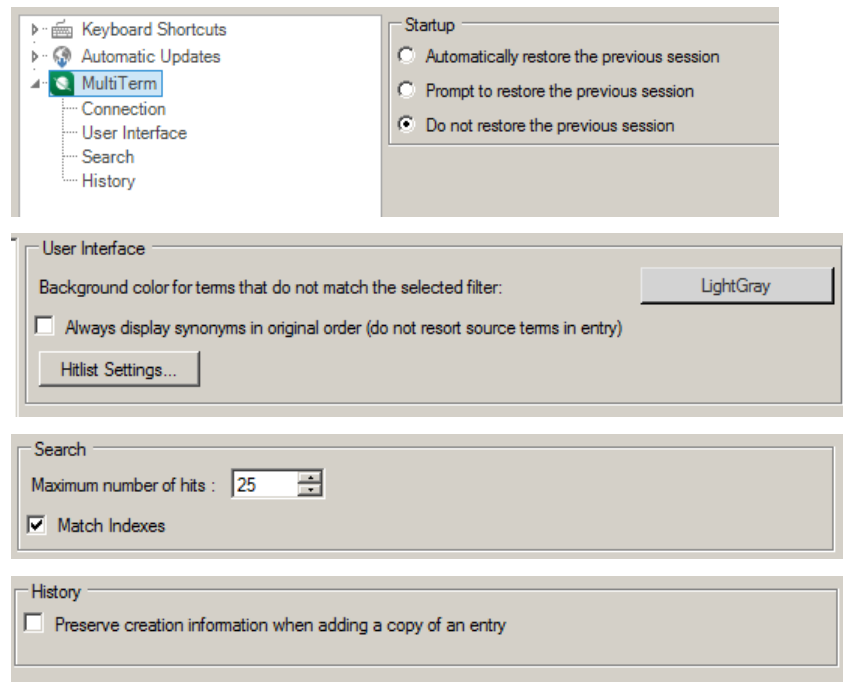 Keyboard Shortcuts
Automatic Updates
MultiTerm
Connection
User Interface
Search
History
Startup
Automatically restore the previous session
Prompt to restore the previous session
Do not restore the previous session
User Interface
Background color for terms that do not match the selected filter: LightGray
Always display synonyms in original order (do not resort source terms in entry)
Hitlist Settings...
Search
Maximum number of hits : 25
Match Indexes
History
Preserve creation information when adding a copy of an entry